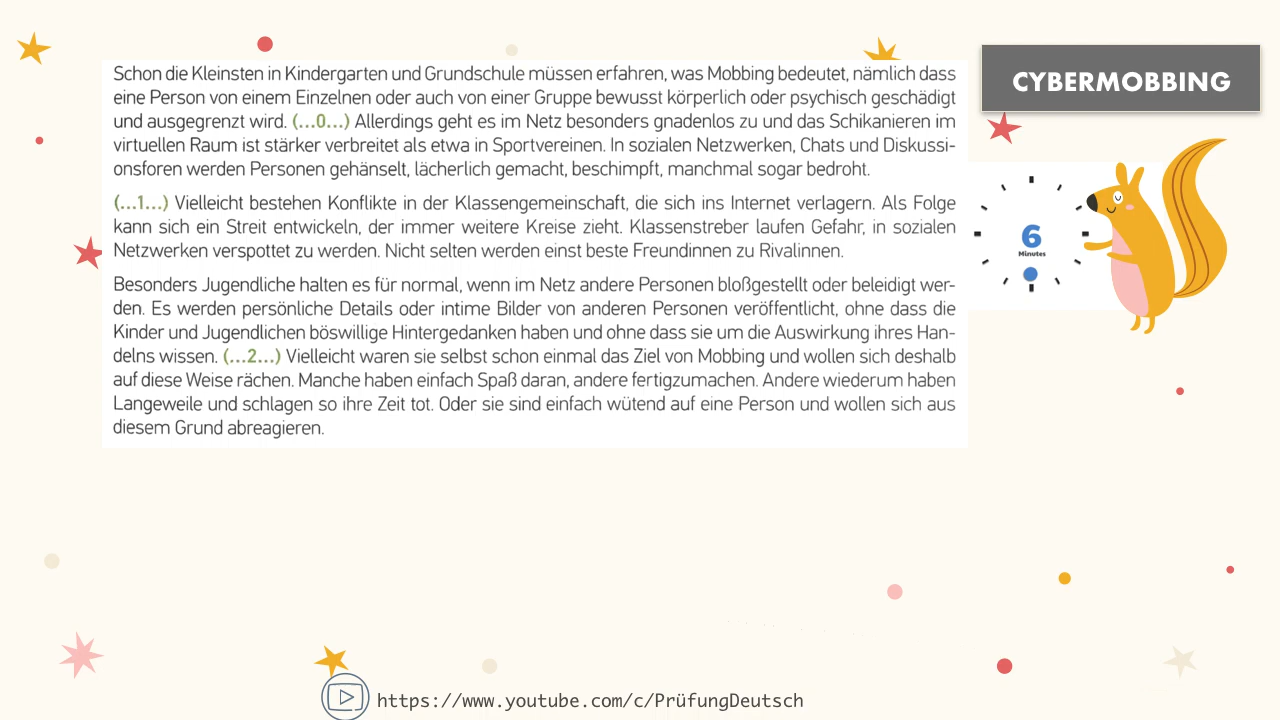 CYBERMOBBING
Schon die Kleinsten in Kindergarten und Grundschule müssen erfahren, was Mobbing bedeutet, nämlich dass
eine Person von einem Einzelnen oder auch von einer Gruppe bewusst körperlich oder psychisch geschädigt
und ausgegrenzt wird. (...0...) Allerdings geht es im Netz besonders gnadenlos zu und das Schikanieren im
virtuellen Raum ist stärker verbreitet als etwa in Sportvereinen. In sozialen Netzwerken, Chats und Diskussi-
onsforen werden Personen gehänselt, lächerlich gemacht, beschimpft, manchmal sogar bedroht.
(...1...) Vielleicht bestehen Konflikte in der Klassengemeinschaft, die sich ins Internet verlagern. Als Folge
kann sich ein Streit entwickeln, der immer weitere Kreise zieht. Klassenstreber laufen Gefahr, in sozialen
Netzwerken verspottet zu werden. Nicht selten werden einst beste Freundinnen zu Rivalinnen.
Besonders Jugendliche halten es für normal, wenn im Netz andere Personen bloßgestellt oder beleidigt wer-
den. Es werden persönliche Details oder intime Bilder von anderen Personen veröffentlicht, ohne dass die
Kinder und Jugendlichen böswillige Hintergedanken haben und ohne dass sie um die Auswirkung ihres Han-
delns wissen. (...2...) Vielleicht waren sie selbst schon einmal das Ziel von Mobbing und wollen sich deshalb
auf diese Weise rächen. Manche haben einfach Spaß daran, andere fertigzumachen. Andere wiederum haben
Langeweile und schlagen so ihre Zeit tot. Oder sie sind einfach wütend auf eine Person und wollen sich aus
diesem Grund abreagieren.
6
Minutes
https://www.youtube.com/c/PrüfungDeutsch